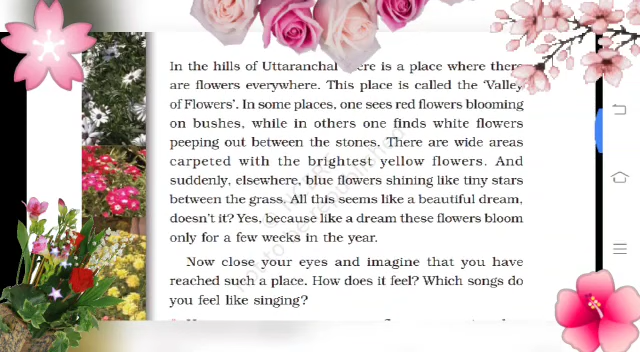 In the hills of Uttaranchal there is a place where there
are flowers everywhere. This place is called the ‘Valley
of Flowers’. In some places, one sees red flowers blooming
on bushes, while in others one finds white flowers
peeping out between the stones. There are wide areas
carpeted with the brightest yellow flowers. And
suddenly, elsewhere, blue flowers shining like tiny stars
between the grass. All this seems like a beautiful dream,
doesn’t it? Yes, because like a dream these flowers bloom
only for a few weeks in the year.
Now close your eyes and imagine that you have
reached such a place. How does it feel? Which songs do
you feel like singing?